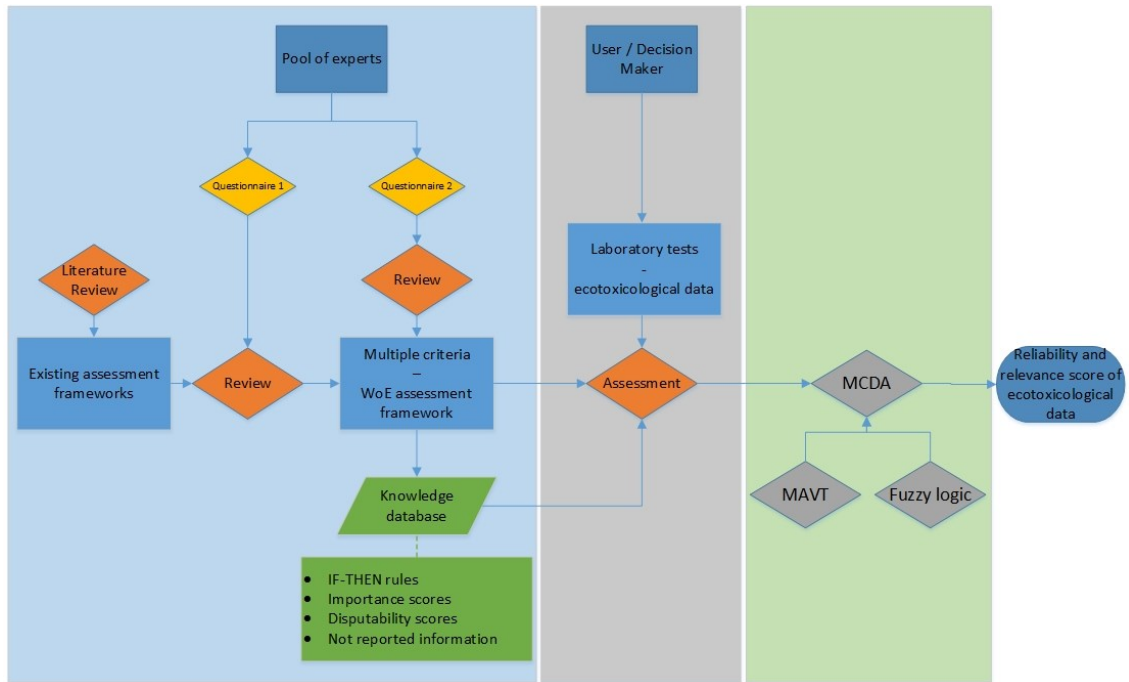 Pool of experts
User / Decision
Maker
Questionnaire 1
Questionnaire 2
Literature
Review
Review
Laboratory tests
-
ecotoxicological data
Existing assessment
frameworks
Review
Multiple criteria
–
WoE assessment
framework
Assessment
MCDA
Reliability and
relevance score of
ecotoxicological
data
MAVT
Fuzzy logic
Knowledge
database
• IF-THEN rules
• Importance scores
• Disputability scores
• Not reported information